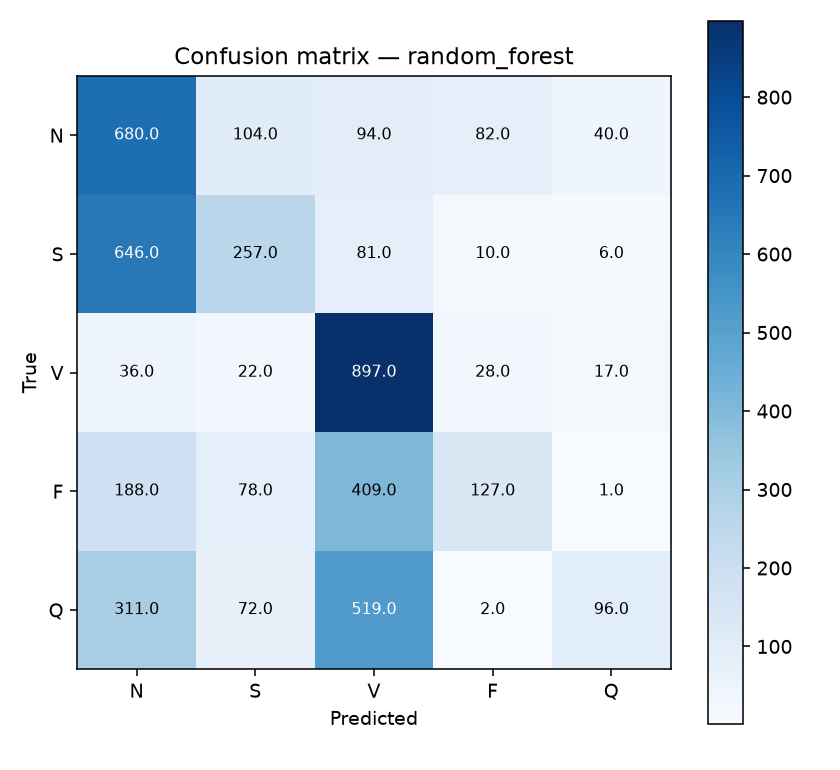 Confusion matrix — random_forest
800
700
600
500
400
300
200
100
True
N 680.0 104.0 94.0 82.0 40.0
S 646.0 257.0 81.0 10.0 6.0
V 36.0 22.0 897.0 28.0 17.0
F 188.0 78.0 409.0 127.0 1.0
Q 311.0 72.0 519.0 2.0 96.0
N S V F Q
Predicted